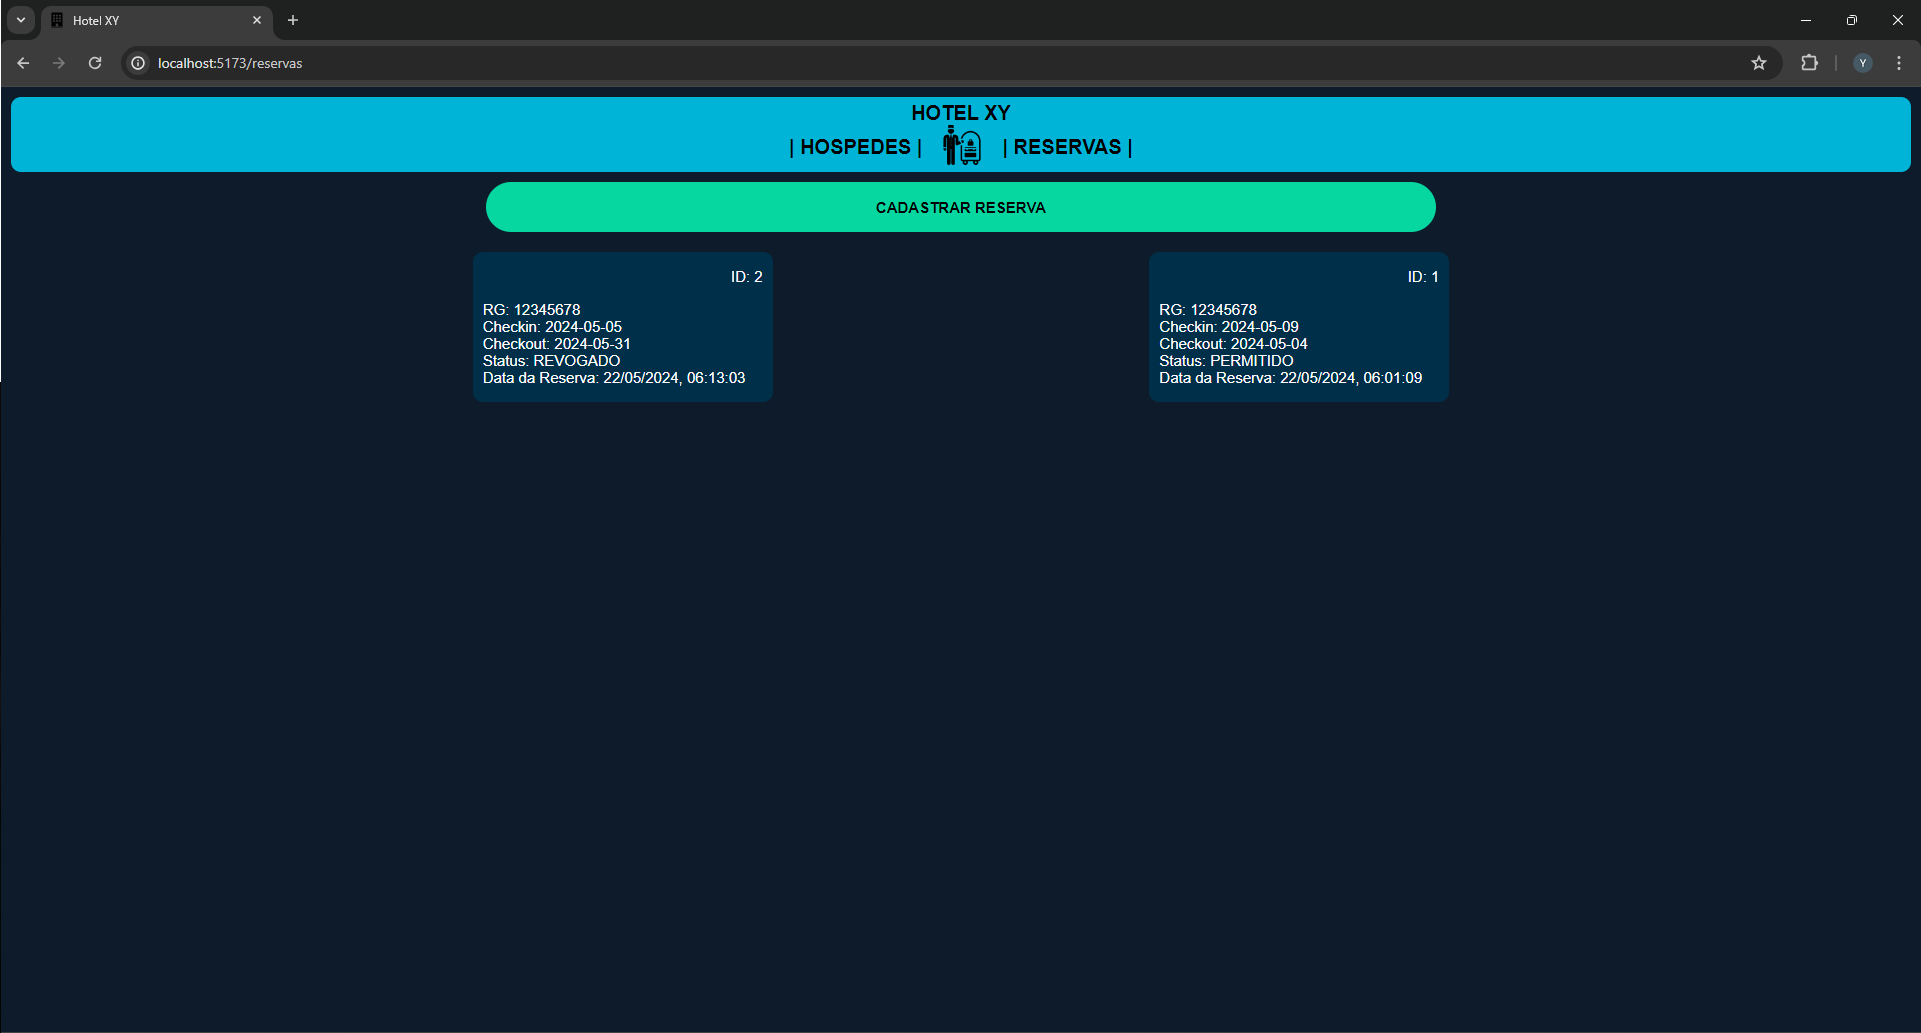 Hotel XY
localhost:5173/reservas
Y
HOTEL XY
| HOSPEDES | | RESERVAS |
CADASTRAR RESERVA
ID: 2
RG: 12345678
Checkin: 2024-05-05
Checkout: 2024-05-31
Status: REVOGADO
Data da Reserva: 22/05/2024, 06:13:03
ID: 1
RG: 12345678
Checkin: 2024-05-09
Checkout: 2024-05-04
Status: PERMITIDO
Data da Reserva: 22/05/2024, 06:01:09